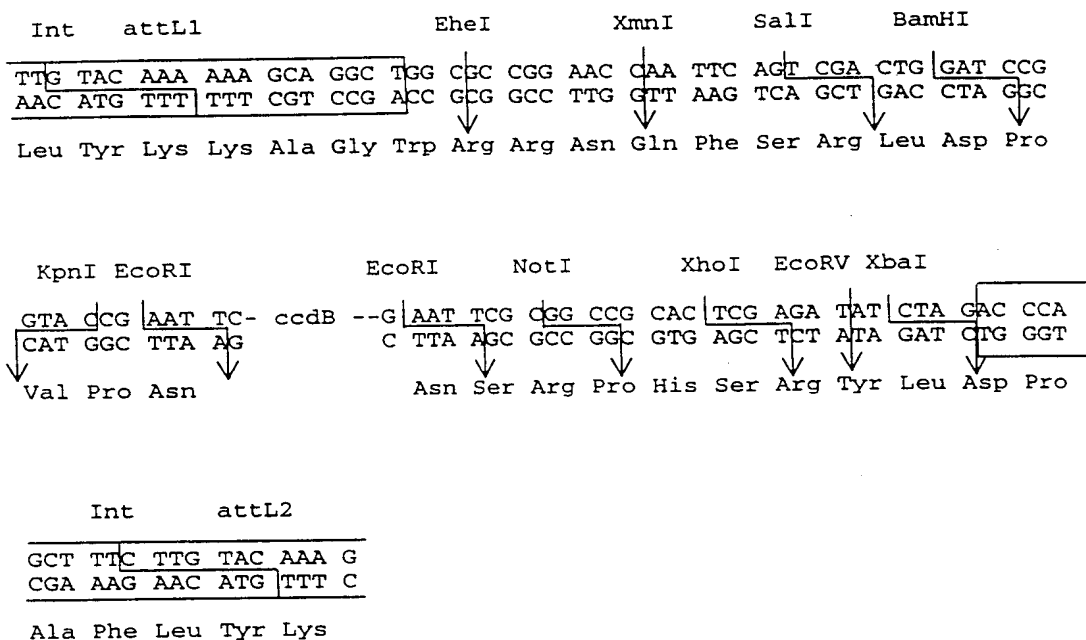 Int attL1 EheI XmnI SalI BamHI
TTG TAC AAA AAA GCA GGC TGG CGC CGG AAC CAA TTC AGT CGA CTG GAT CCG
AAC ATG TTT TTT CGT CCG ACC GCG GCC TTG GTT AAG TCA GCT GAC CTA GGC
Leu Tyr Lys Lys Ala Gly Trp Arg Arg Asn Gln Phe Ser Arg Leu Asp Pro
KpnI EcoRI EcoRI NotI XhoI EcoRV XbaI
GTAC CCG AAT TC- ccdB --G AAT TCG CGG CCG CAC TCG AGA TAT CTAG ACC CA
CAT GGC TTA AG C TTA AGC GCC GGC GTG AGC TCT ATA GAT CTG GGT
Val Pro Asn Asn Ser Arg Pro His Ser Arg Tyr Leu Asp Pro
Int attL2
GCT TTC TTG TAC AAA G
CGA AAG AAC ATG TTT C
Ala Phe Leu Tyr Lys